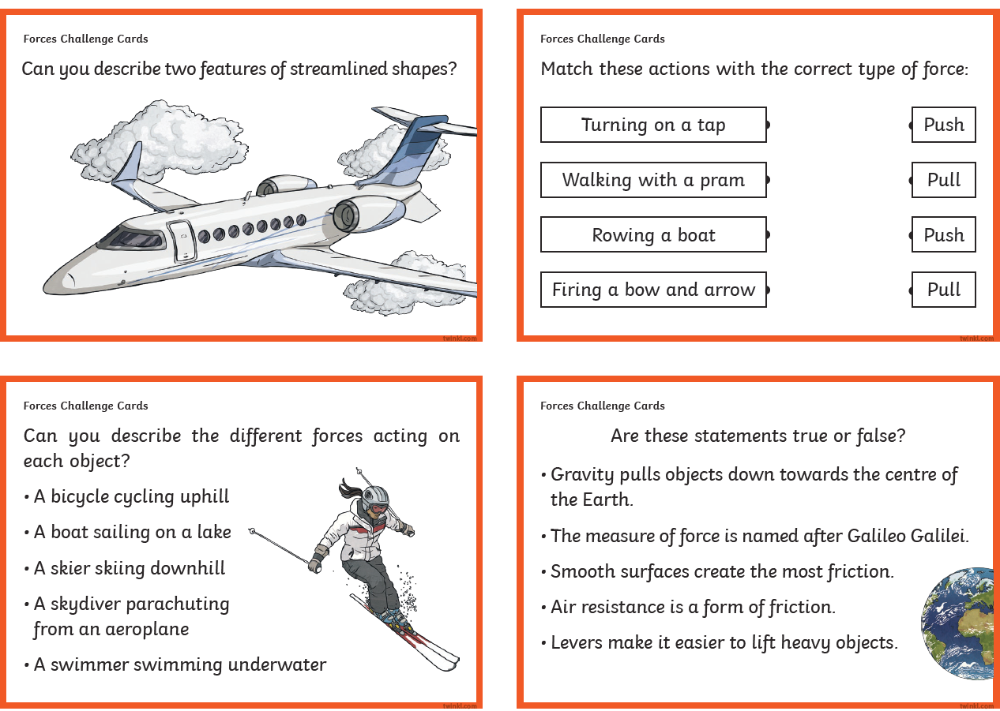 Forces Challenge Cards
Can you describe two features of streamlined shapes?
twinkl.com
Forces Challenge Cards
Match these actions with the correct type of force:
Turning on a tap
Push
Walking with a pram
Pull
Rowing a boat
Push
Firing a bow and arrow
Pull
twinkl.com
Forces Challenge Cards
Can you describe the different forces acting on
each object?
• A bicycle cycling uphill
• A boat sailing on a lake
• A skier skiing downhill
• A skydiver parachuting
from an aeroplane
• A swimmer swimming underwater
twinkl.com
Forces Challenge Cards
Are these statements true or false?
• Gravity pulls objects down towards the centre of
the Earth.
• The measure of force is named after Galileo Galilei.
• Smooth surfaces create the most friction.
• Air resistance is a form of friction.
• Levers make it easier to lift heavy objects.
twinkl.com